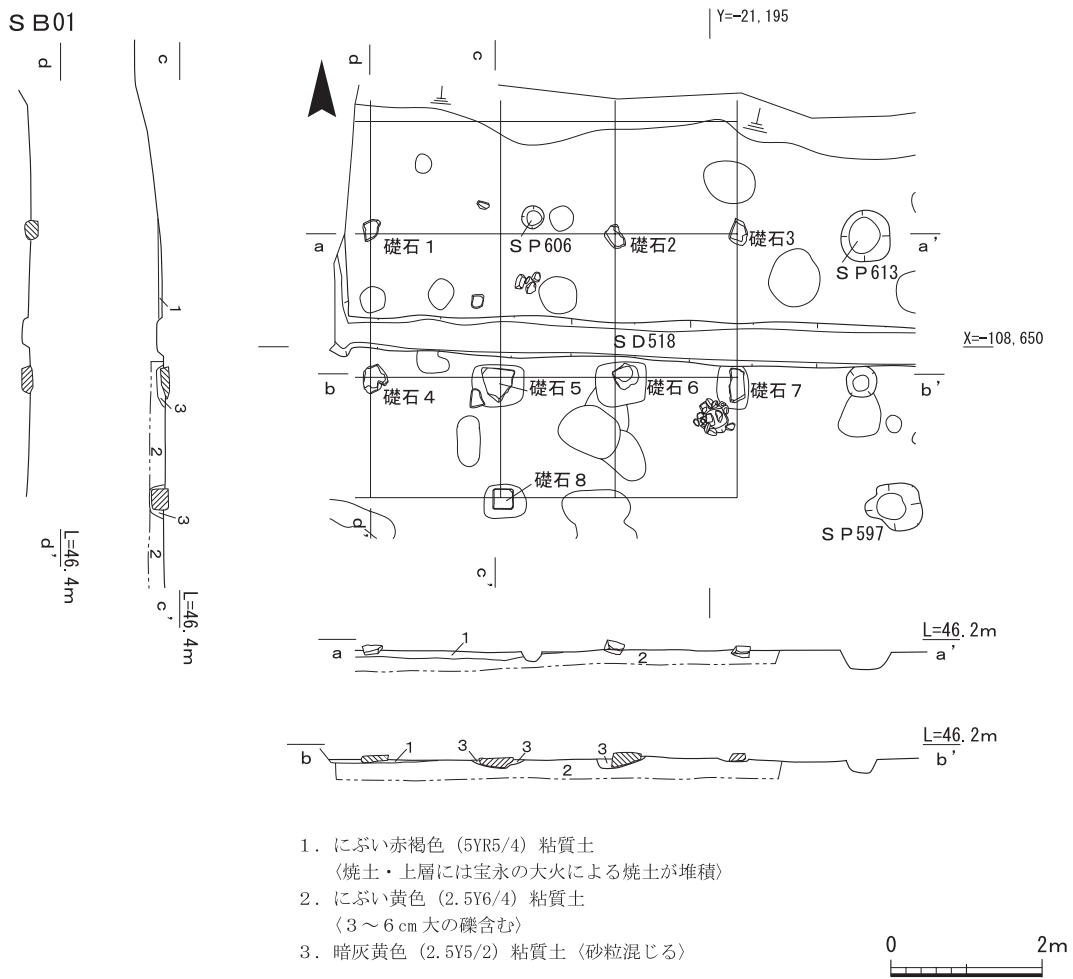 ＳＢ01
d
c
Y=-21, 195
d
c
a
礎石１
ＳＰ606
礎石2
礎石3
ＳＰ613
a’
1
ＳＤ518
X=-108, 650
b
礎石４
礎石５
礎石６
礎石７
b’
3
2
礎石８
3
2
ＳＰ597
d’
c’
L=46. 4m
d’
L=46. 4m
c’
a
1
2
L=46. 2m
a’
b
1
3
3
3
2
L=46. 2m
b’
1．にぶい赤褐色（5YR5/4）粘質土
〈焼土・上層には宝永の大火による焼土が堆積〉
2．にぶい黄色（2.5Y6/4）粘質土
〈３～６㎝大の礫含む〉
3．暗灰黄色（2.5Y5/2）粘質土〈砂粒混じる〉
0
2m